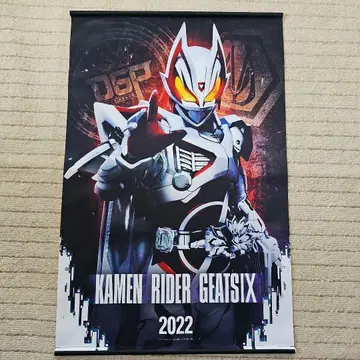 DGP
KAMEN RIDER GEATSIX
2022